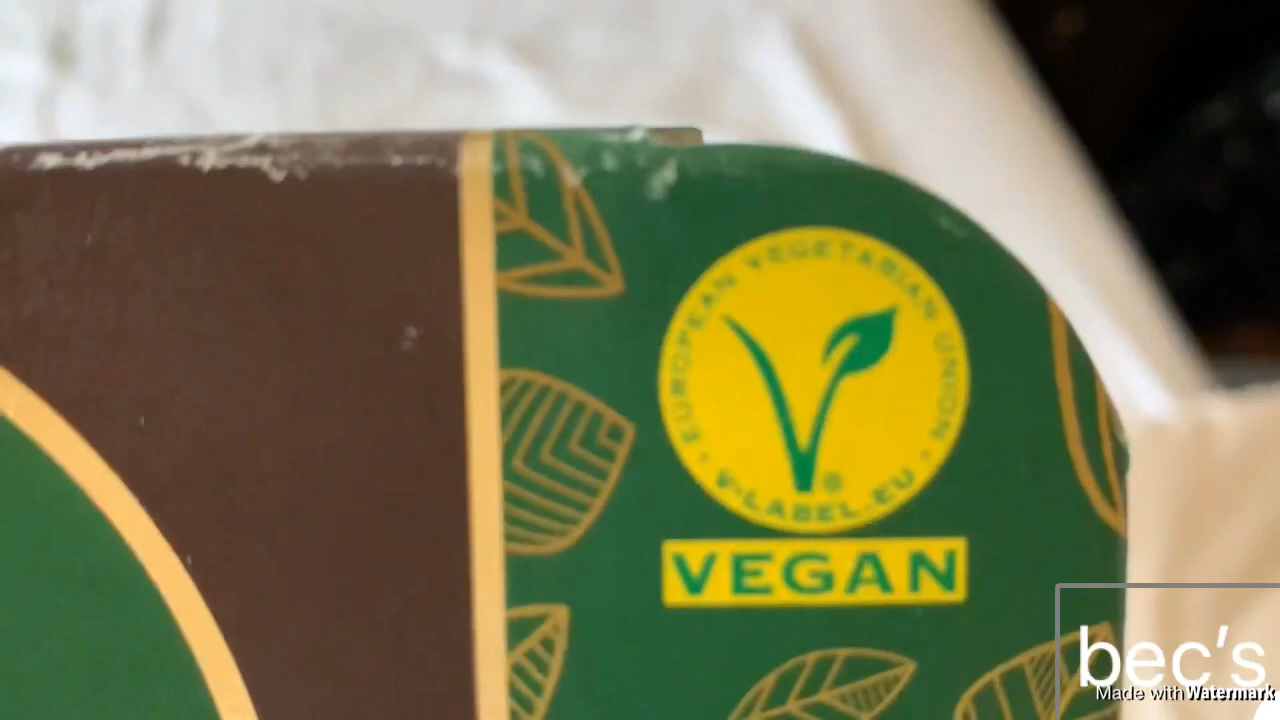 • EUROPEAN VEGETARIAN UNION •
V-LABEL.EU
®
VEGAN
bec's
Made with Watermark